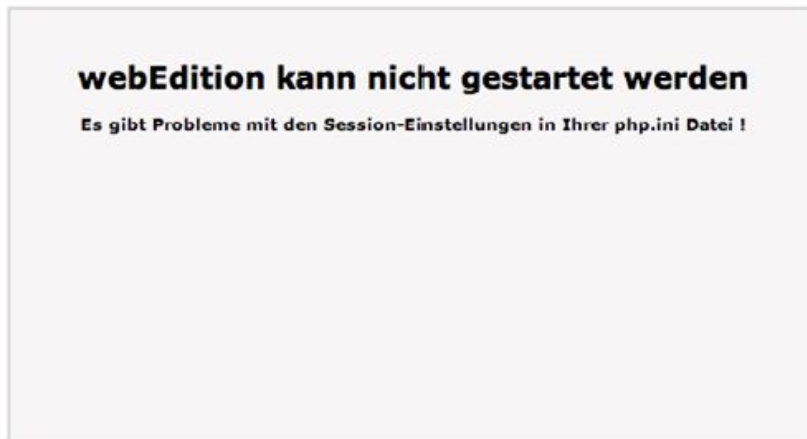 webEdition kann nicht gestartet werden
Es gibt Probleme mit den Session-Einstellungen in Ihrer php.ini Datei !